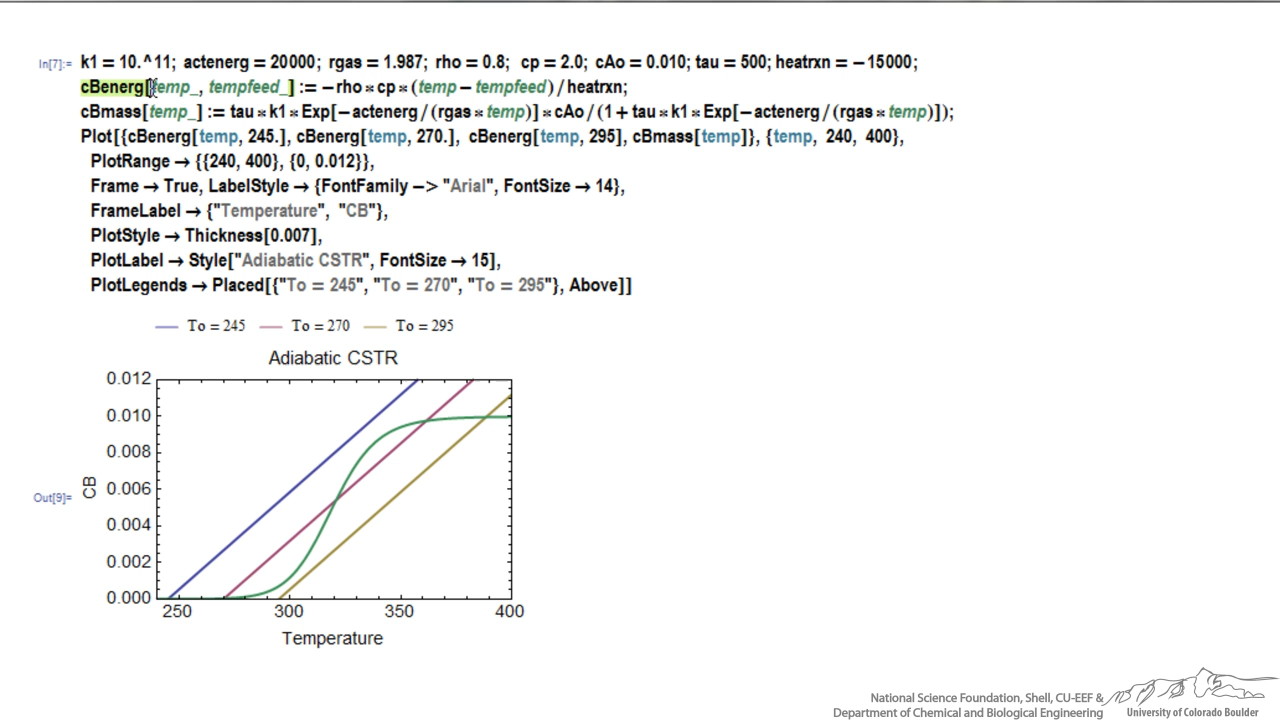 In[7]:= k1 = 10.^11; actenerg = 20000; rgas = 1.987; rho = 0.8; cp = 2.0; cAo = 0.010; tau = 500; heatrxn = −15000;
cBenerg[temp_, tempfeed_] := −rho*cp*(temp − tempfeed)/heatrxn;
cBmass[temp_] := tau*k1*Exp[−actenerg/(rgas*temp)]*cAo/(1 + tau*k1*Exp[−actenerg/(rgas*temp)]);
Plot[{cBenerg[temp, 245.], cBenerg[temp, 270.], cBenerg[temp, 295], cBmass[temp]}, {temp, 240, 400},
PlotRange → {{240, 400}, {0, 0.012}},
Frame → True, LabelStyle → {FontFamily −> "Arial", FontSize → 14},
FrameLabel → {"Temperature", "CB"},
PlotStyle → Thickness[0.007],
PlotLabel → Style["Adiabatic CSTR", FontSize → 15],
PlotLegends → Placed[{"To = 245", "To = 270", "To = 295"}, Above]]
To = 245 To = 270 To = 295
Adiabatic CSTR
0.012
0.010
0.008
0.006
0.004
0.002
0.000
CB
Out[9]=
250 300 350 400
Temperature
National Science Foundation, Shell, CU-EEF &
Department of Chemical and Biological Engineering
University of Colorado Boulder